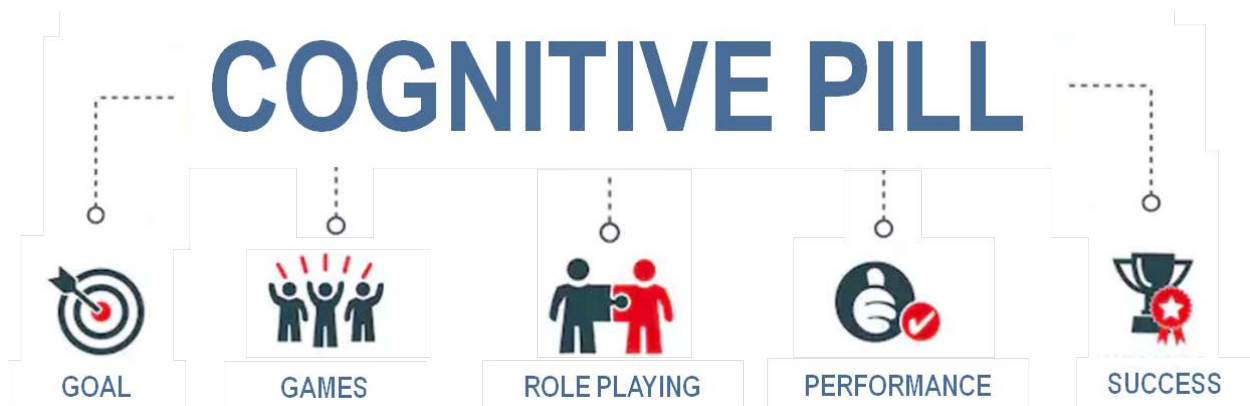 COGNITIVE PILL
GOAL
GAMES
ROLE PLAYING
PERFORMANCE
SUCCESS